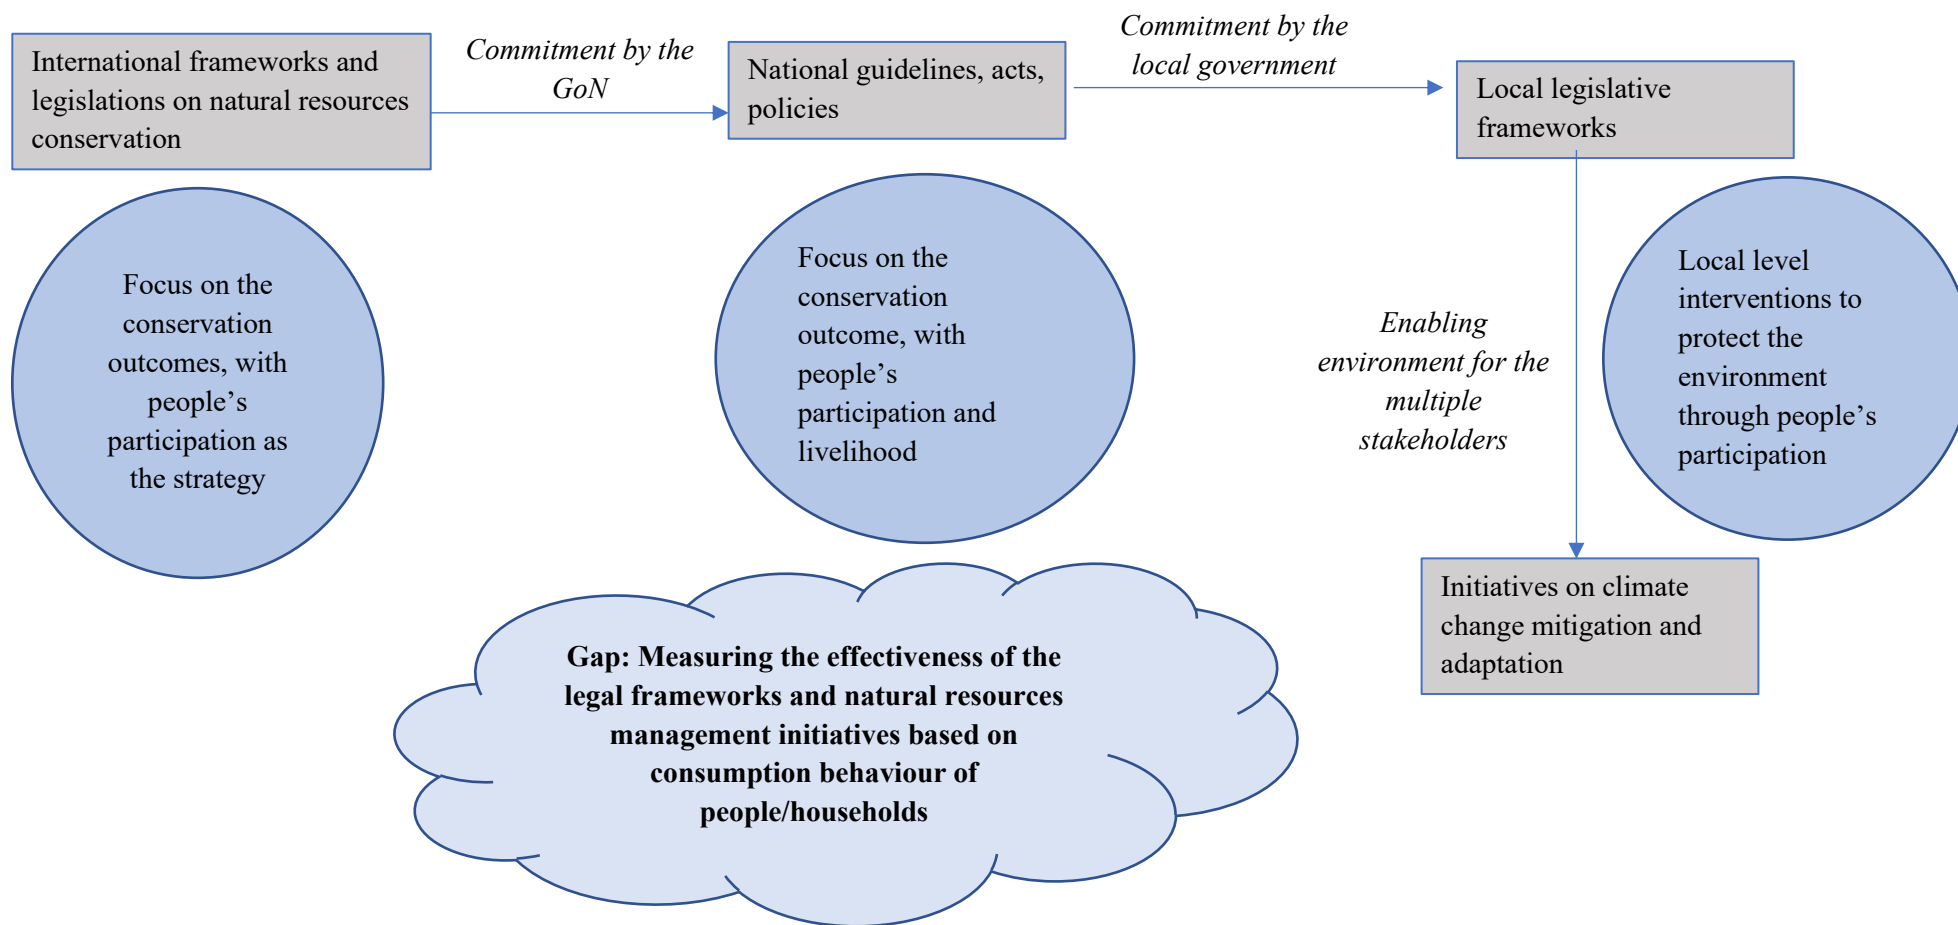 International frameworks and
legislations on natural resources
conservation
Commitment by the
GoN
National guidelines, acts,
policies
Commitment by the
local government
Local legislative
frameworks
Focus on the
conservation
outcomes, with
people’s
participation as
the strategy
Focus on the
conservation
outcome, with
people’s
participation and
livelihood
Enabling
environment for the
multiple
stakeholders
Local level
interventions to
protect the
environment
through people’s
participation
Initiatives on climate
change mitigation and
adaptation
Gap: Measuring the effectiveness of the
legal frameworks and natural resources
management initiatives based on
consumption behaviour of
people/households